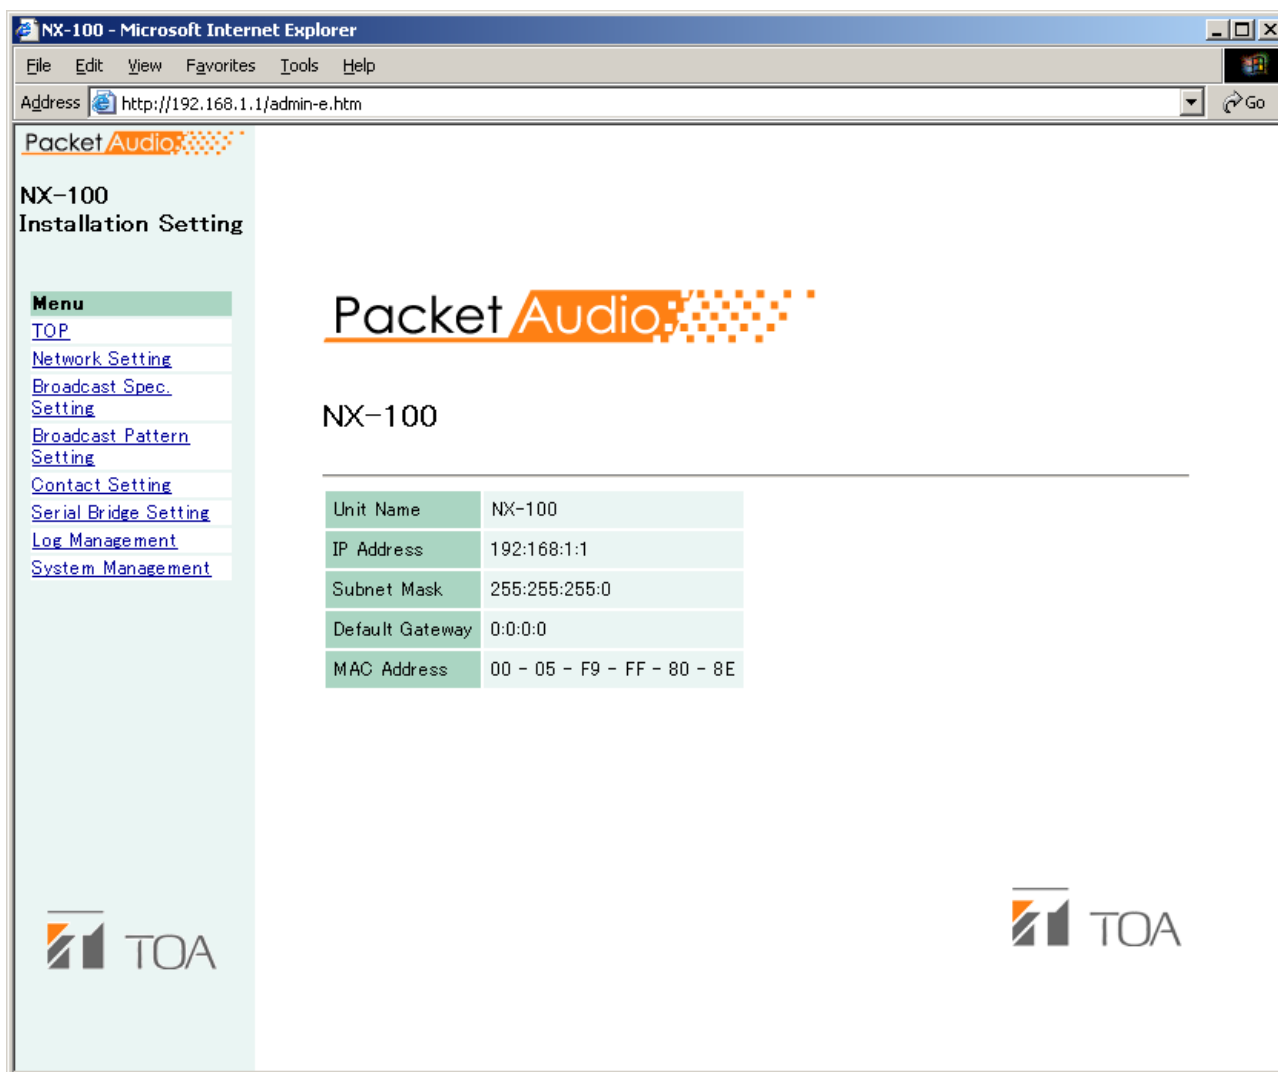 NX-100 - Microsoft Internet Explorer
File Edit View Favorites Tools Help
Address http://192.168.1.1/admin-e.htm Go
Packet Audio
NX-100
Installation Setting
Menu
TOP
Network Setting
Broadcast Spec.
Setting
Broadcast Pattern
Setting
Contact Setting
Serial Bridge Setting
Log Management
System Management
TOA
Packet Audio
NX-100
Unit Name NX-100
IP Address 192:168:1:1
Subnet Mask 255:255:255:0
Default Gateway 0:0:0:0
MAC Address 00 - 05 - F9 - FF - 80 - 8E
TOA